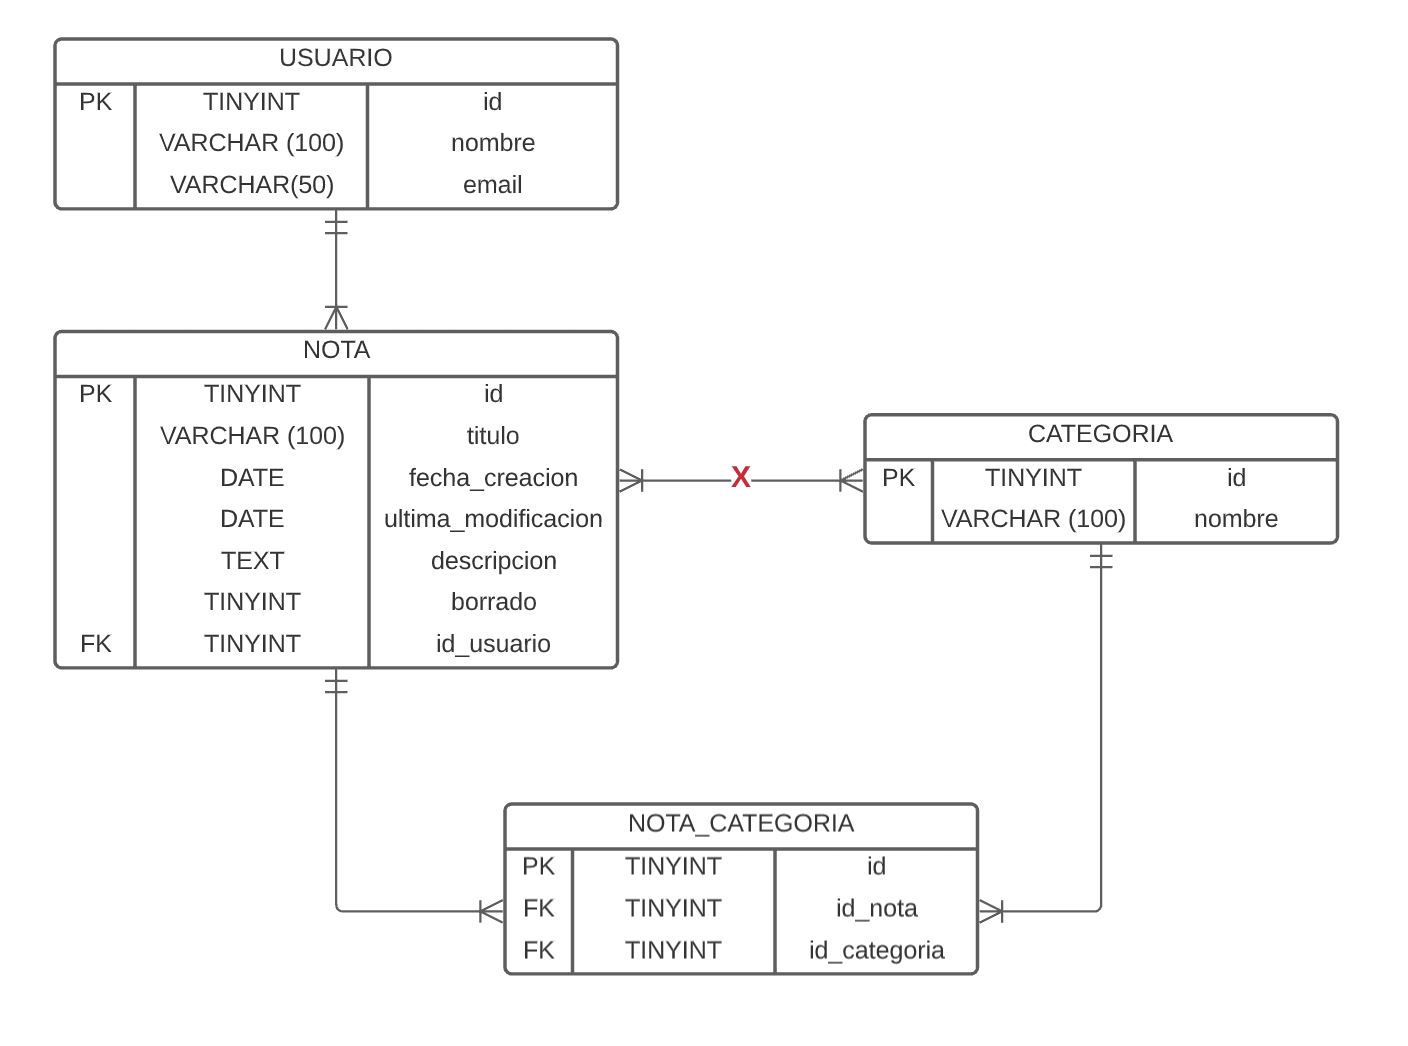 USUARIO
PK TINYINT id
VARCHAR (100) nombre
VARCHAR(50) email
NOTA
PK TINYINT id
VARCHAR (100) titulo
DATE fecha_creacion
DATE ultima_modificacion
TEXT descripcion
TINYINT borrado
FK TINYINT id_usuario
X
CATEGORIA
PK TINYINT id
VARCHAR (100) nombre
NOTA_CATEGORIA
PK TINYINT id
FK TINYINT id_nota
FK TINYINT id_categoria